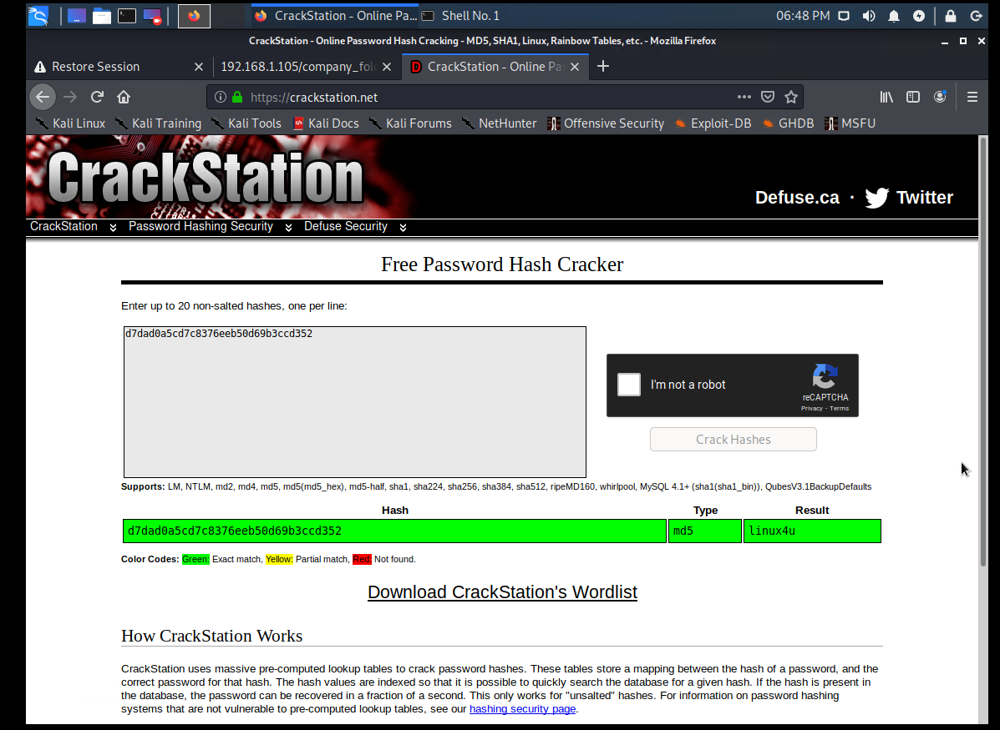 CrackStation - Online Pa... Shell No. 1 06:48 PM
CrackStation - Online Password Hash Cracking - MD5, SHA1, Linux, Rainbow Tables, etc. - Mozilla Firefox
Restore Session 192.168.1.105/company_fol CrackStation - Online Pas
https://crackstation.net
Kali Linux Kali Training Kali Tools Kali Docs Kali Forums NetHunter Offensive Security Exploit-DB GHDB MSFU
CrackStation
Defuse.ca · Twitter
CrackStation Password Hashing Security Defuse Security
Free Password Hash Cracker
Enter up to 20 non-salted hashes, one per line:
d7dad0a5cd7c8376eeb50d69b3ccd352
I'm not a robot
reCAPTCHA
Privacy - Terms
Crack Hashes
Supports: LM, NTLM, md2, md4, md5, md5(md5_hex), md5-half, sha1, sha224, sha256, sha384, sha512, ripeMD160, whirlpool, MySQL 4.1+ (sha1(sha1_bin)), QubesV3.1BackupDefaults
Hash Type Result
d7dad0a5cd7c8376eeb50d69b3ccd352 md5 linux4u
Color Codes: Green: Exact match, Yellow: Partial match, Red: Not found.
Download CrackStation's Wordlist
How CrackStation Works
CrackStation uses massive pre-computed lookup tables to crack password hashes. These tables store a mapping between the hash of a password, and the
correct password for that hash. The hash values are indexed so that it is possible to quickly search the database for a given hash. If the hash is present in
the database, the password can be recovered in a fraction of a second. This only works for "unsalted" hashes. For information on password hashing
systems that are not vulnerable to pre-computed lookup tables, see our hashing security page.